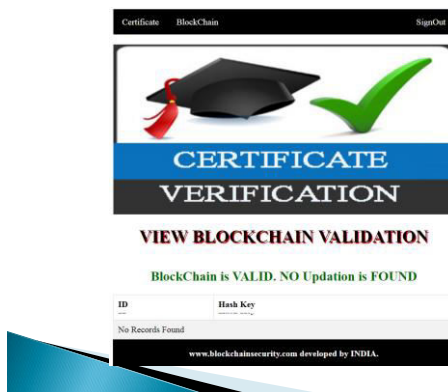 Certificate BlockChain SignOut
CERTIFICATE
VERIFICATION
VIEW BLOCKCHAIN VALIDATION
BlockChain is VALID. NO Updation is FOUND
ID Hash Key
No Records Found
www.blockchainsecurity.com developed by INDIA.